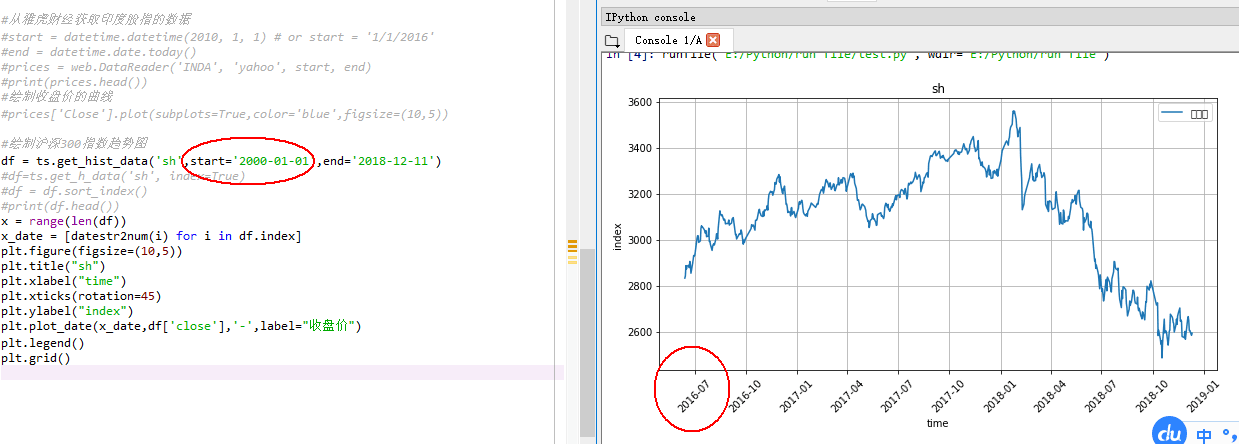 #从雅虎财经获取印度股指的数据
#start = datetime.datetime(2010, 1, 1) # or start = '1/1/2016'
#end = datetime.date.today()
#prices = web.DataReader('INDA', 'yahoo', start, end)
#print(prices.head())
#绘制收盘价的曲线
#prices['Close'].plot(subplots=True,color='blue',figsize=(10,5))
#绘制沪深300指数趋势图
df = ts.get_hist_data('sh',start='2000-01-01',end='2018-12-11')
#df=ts.get_h_data('sh', index=True)
#df = df.sort_index()
#print(df.head())
x = range(len(df))
x_date = [datestr2num(i) for i in df.index]
plt.figure(figsize=(10,5))
plt.title("sh")
plt.xlabel("time")
plt.xticks(rotation=45)
plt.ylabel("index")
plt.plot_date(x_date,df['close'],'-',label="收盘价")
plt.legend()
plt.grid()
IPython console
Console 1/A
In [4]: runfile('E:/Python/run file/test.py', wdir='E:/Python/run file')
sh
3600
3400
3200
3000
2800
2600
index
2016-07
2016-10
2017-01
2017-04
2017-07
2017-10
2018-01
2018-04
2018-07
2018-10
2019-01
time
du 中 °,